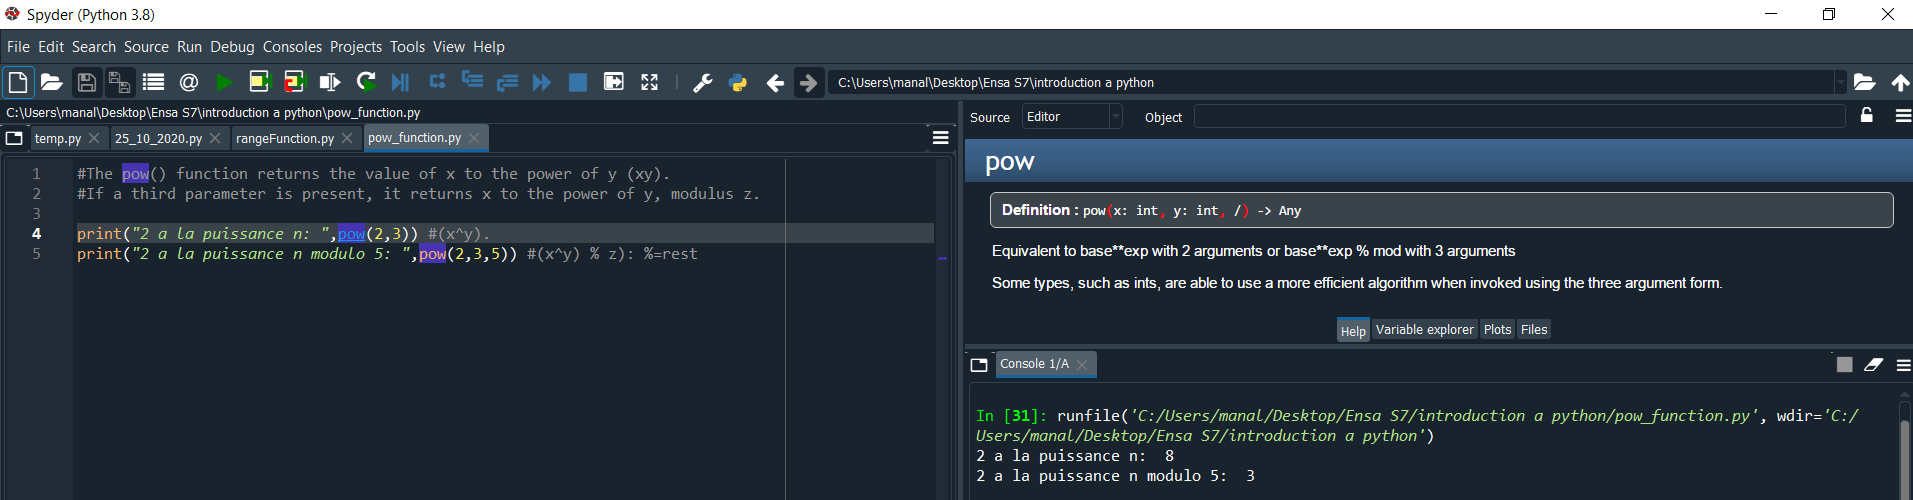 Spyder (Python 3.8)
File Edit Search Source Run Debug Consoles Projects Tools View Help
C:\Users\manal\Desktop\Ensa S7\introduction a python
C:\Users\manal\Desktop\Ensa S7\introduction a python\pow_function.py
temp.py 25_10_2020.py rangeFunction.py pow_function.py
1 #The pow() function returns the value of x to the power of y (xy).
2 #If a third parameter is present, it returns x to the power of y, modulus z.
3
4 print("2 a la puissance n: ",pow(2,3)) #(x^y).
5 print("2 a la puissance n modulo 5: ",pow(2,3,5)) #(x^y) % z): %=rest
Source Editor Object
pow
Definition : pow(x: int, y: int, /) -> Any
Equivalent to base**exp with 2 arguments or base**exp % mod with 3 arguments
Some types, such as ints, are able to use a more efficient algorithm when invoked using the three argument form.
Help Variable explorer Plots Files
Console 1/A
In [31]: runfile('C:/Users/manal/Desktop/Ensa S7/introduction a python/pow_function.py', wdir='C:/
Users/manal/Desktop/Ensa S7/introduction a python')
2 a la puissance n:  8
2 a la puissance n modulo 5:  3